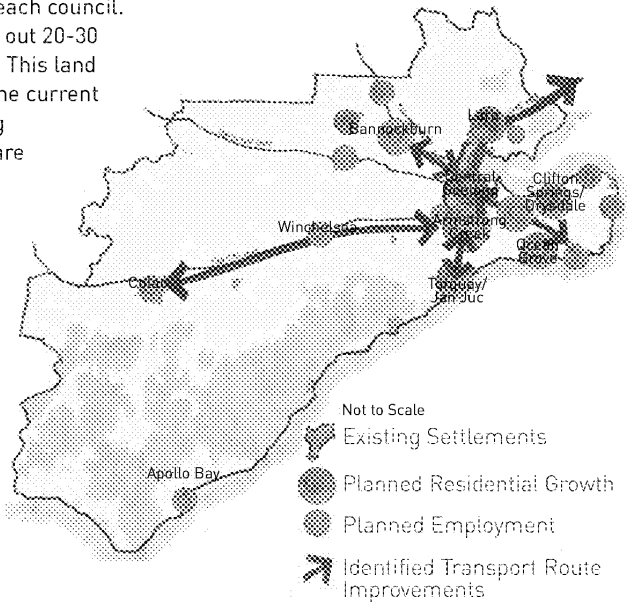 each council.
out 20-30
This land
ne current
g
are
Lara
Bannockburn
Central
Geelong
Clifton
Springs/
Drysdale
Winchelsea
Armstrong
Creek
Ocean
Grove
Colac
Torquay/
Jan Juc
Apollo Bay
Not to Scale
Existing Settlements
Planned Residential Growth
Planned Employment
Identified Transport Route
Improvements